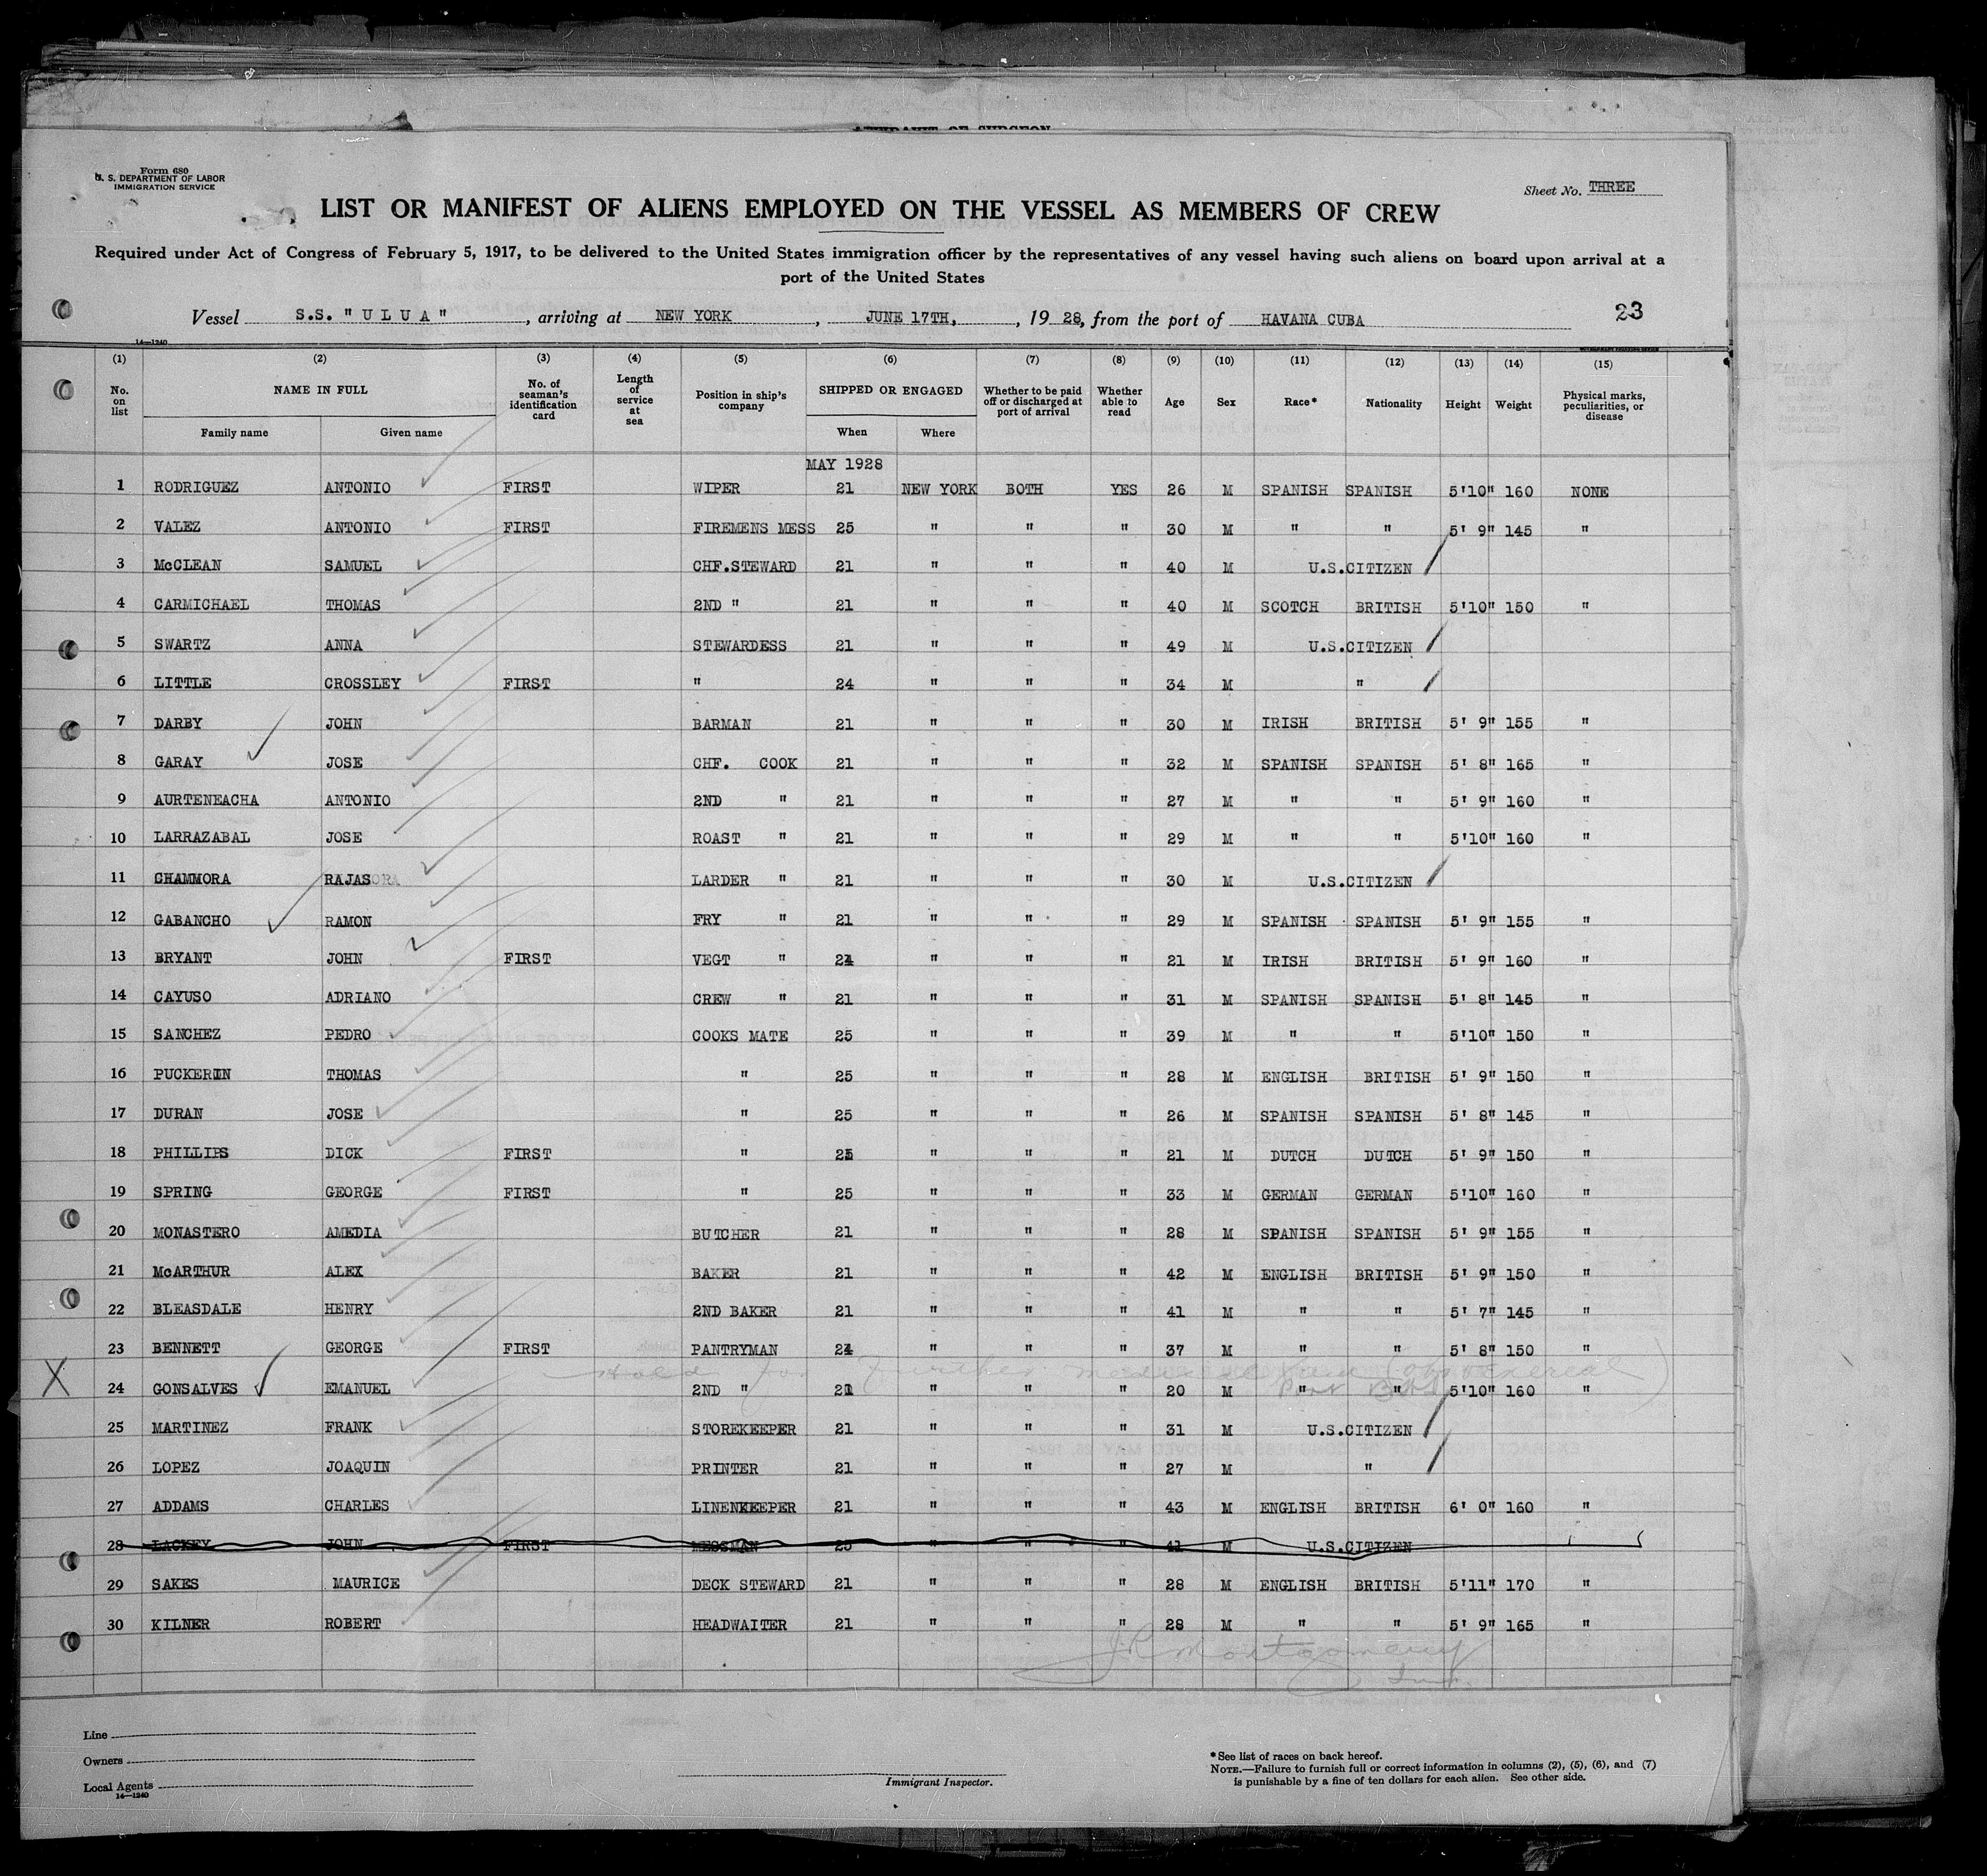 Form 680
U. S. DEPARTMENT OF LABOR
IMMIGRATION SERVICE
Sheet No. THREE
LIST OR MANIFEST OF ALIENS EMPLOYED ON THE VESSEL AS MEMBERS OF CREW
Required under Act of Congress of February 5, 1917, to be delivered to the United States immigration officer by the representatives of any vessel having such aliens on board upon arrival at a
port of the United States
Vessel S.S. "ULUA", arriving at NEW YORK, JUNE 17TH, 1928, from the port of HAVANA CUBA 23
14—1240
(1) (2) (3) (4) (5) (6) (7) (8) (9) (10) (11) (12) (13) (14) (15)
No. on list NAME IN FULL Family name Given name No. of seaman's identification card Length of service at sea Position in ship's company SHIPPED OR ENGAGED When Where Whether to be paid off or discharged at port of arrival Whether able to read Age Sex Race* Nationality Height Weight Physical marks, peculiarities, or disease
MAY 1928
1 RODRIGUEZ ANTONIO FIRST WIPER 21 NEW YORK BOTH YES 26 M SPANISH SPANISH 5'10" 160 NONE
2 VALEZ ANTONIO FIRST FIREMENS MESS 25 " " " 30 M " " 5' 9" 145 "
3 McCLEAN SAMUEL CHF.STEWARD 21 " " " 40 M U.S.CITIZEN
4 CARMICHAEL THOMAS 2ND " 21 " " " 40 M SCOTCH BRITISH 5'10" 150 "
5 SWARTZ ANNA STEWARDESS 21 " " " 49 M U.S.CITIZEN
6 LITTLE CROSSLEY FIRST " 24 " " " 34 M "
7 DARBY JOHN BARMAN 21 " " " 30 M IRISH BRITISH 5' 9" 155 "
8 GARAY JOSE CHF. COOK 21 " " " 32 M SPANISH SPANISH 5' 8" 165 "
9 AURTENEACHA ANTONIO 2ND " 21 " " " 27 M " " 5' 9" 160 "
10 LARRAZABAL JOSE ROAST " 21 " " " 29 M " " 5'10" 160 "
11 CHAMMORA RAJAS LARDER " 21 " " " 30 M U.S.CITIZEN
12 GABANCHO RAMON FRY " 21 " " " 29 M SPANISH SPANISH 5' 9" 155 "
13 BRYANT JOHN FIRST VEGT " 24 " " " 21 M IRISH BRITISH 5' 9" 160 "
14 CAYUSO ADRIANO CREW " 21 " " " 31 M SPANISH SPANISH 5' 8" 145 "
15 SANCHEZ PEDRO COOKS MATE 25 " " " 39 M " " 5'10" 150 "
16 PUCKERIN THOMAS " 25 " " " 28 M ENGLISH BRITISH 5' 9" 150 "
17 DURAN JOSE " 25 " " " 26 M SPANISH SPANISH 5' 8" 145 "
18 PHILLIPS DICK FIRST " 25 " " " 21 M DUTCH DUTCH 5' 9" 150 "
19 SPRING GEORGE FIRST " 25 " " " 33 M GERMAN GERMAN 5'10" 160 "
20 MONASTERO AMEDIA BUTCHER 21 " " " 28 M SPANISH SPANISH 5' 9" 155 "
21 McARTHUR ALEX BAKER 21 " " " 42 M ENGLISH BRITISH 5' 9" 150 "
22 BLEASDALE HENRY 2ND BAKER 21 " " " 41 M " " 5' 7" 145 "
23 BENNETT GEORGE FIRST PANTRYMAN 24 " " " 37 M " " 5' 8" 150 "
Hold for further medical
X 24 GONSALVES EMANUEL 2ND " 21 " " " 20 M " " 5'10" 160 "
25 MARTINEZ FRANK STOREKEEPER 21 " " " 31 M U.S.CITIZEN
26 LOPEZ JOAQUIN PRINTER 21 " " " 27 M "
27 ADDAMS CHARLES LINENKEEPER 21 " " " 43 M ENGLISH BRITISH 6' 0" 160 "
28 LACKEY JOHN FIRST MESSMAN 25 " " " 41 M U.S.CITIZEN
29 SAKES MAURICE DECK STEWARD 21 " " " 28 M ENGLISH BRITISH 5'11" 170 "
30 KILNER ROBERT HEADWAITER 21 " " " 28 M " " 5' 9" 165 "
Montgomery
Line
Owners
Local Agents
14—1240
Immigrant Inspector.
*See list of races on back hereof.
NOTE.—Failure to furnish full or correct information in columns (2), (5), (6), and (7)
is punishable by a fine of ten dollars for each alien. See other side.